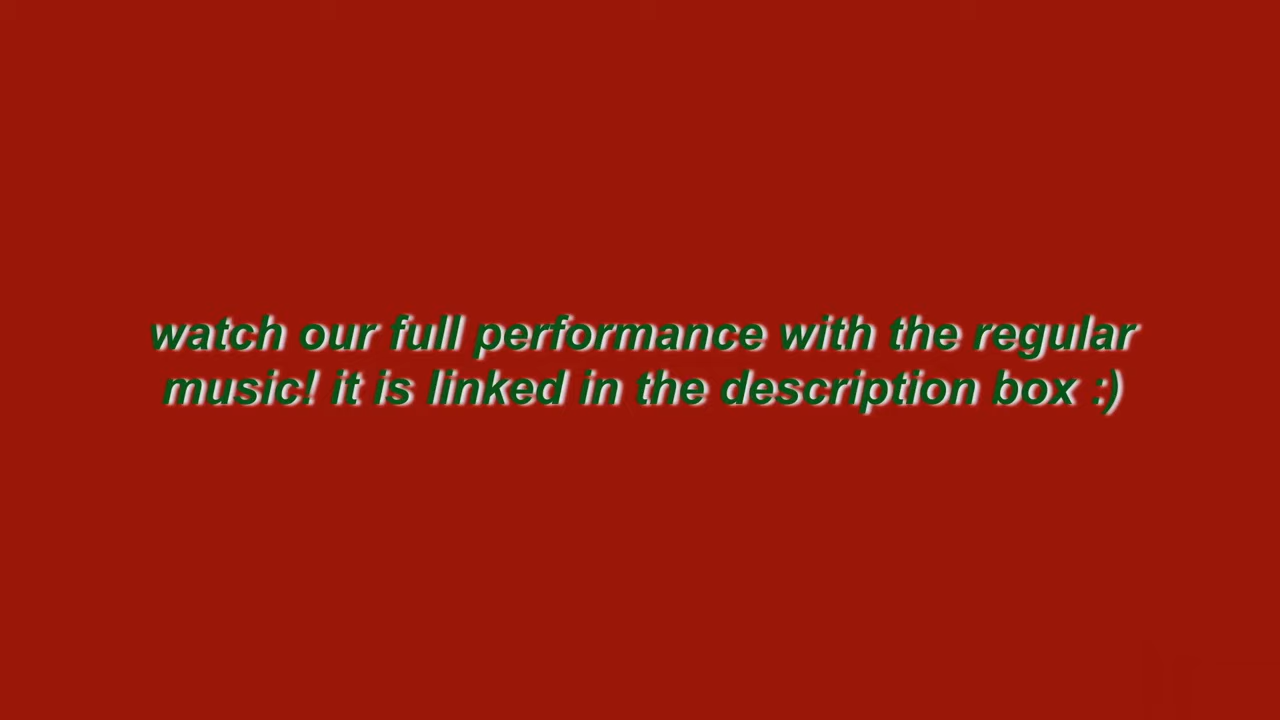 watch our full performance with the regular
music! it is linked in the description box :)